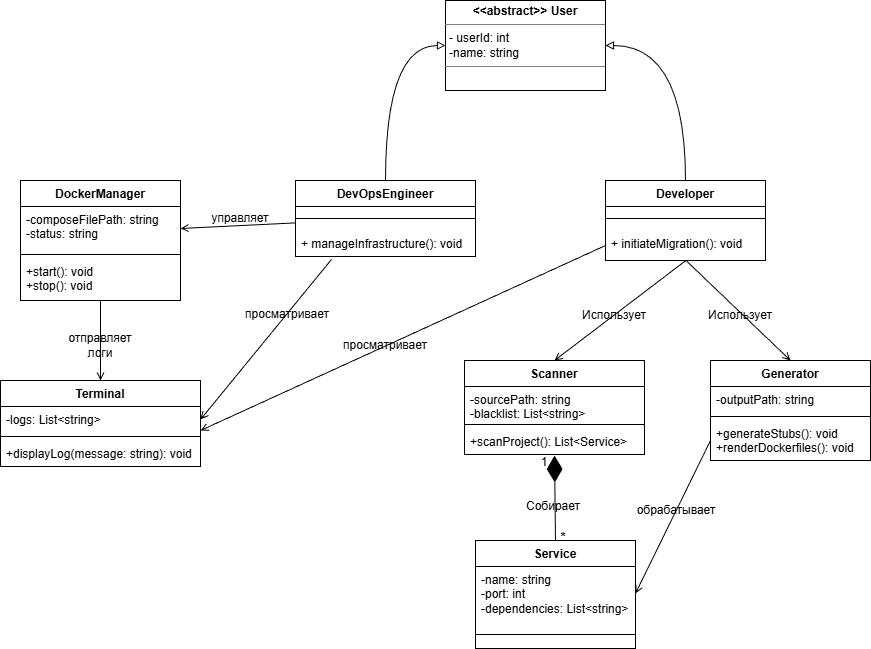 <<abstract>> User
- userId: int
-name: string
DockerManager
-composeFilePath: string
-status: string
+start(): void
+stop(): void
управляет
DevOpsEngineer
+ manageInfrastructure(): void
Developer
+ initiateMigration(): void
отправляет
логи
просматривает
просматривает
Использует
Использует
Terminal
-logs: List<string>
+displayLog(message: string): void
Scanner
-sourcePath: string
-blacklist: List<string>
+scanProject(): List<Service>
Generator
-outputPath: string
+generateStubs(): void
+renderDockerfiles(): void
1
Собирает
*
обрабатывает
Service
-name: string
-port: int
-dependencies: List<string>